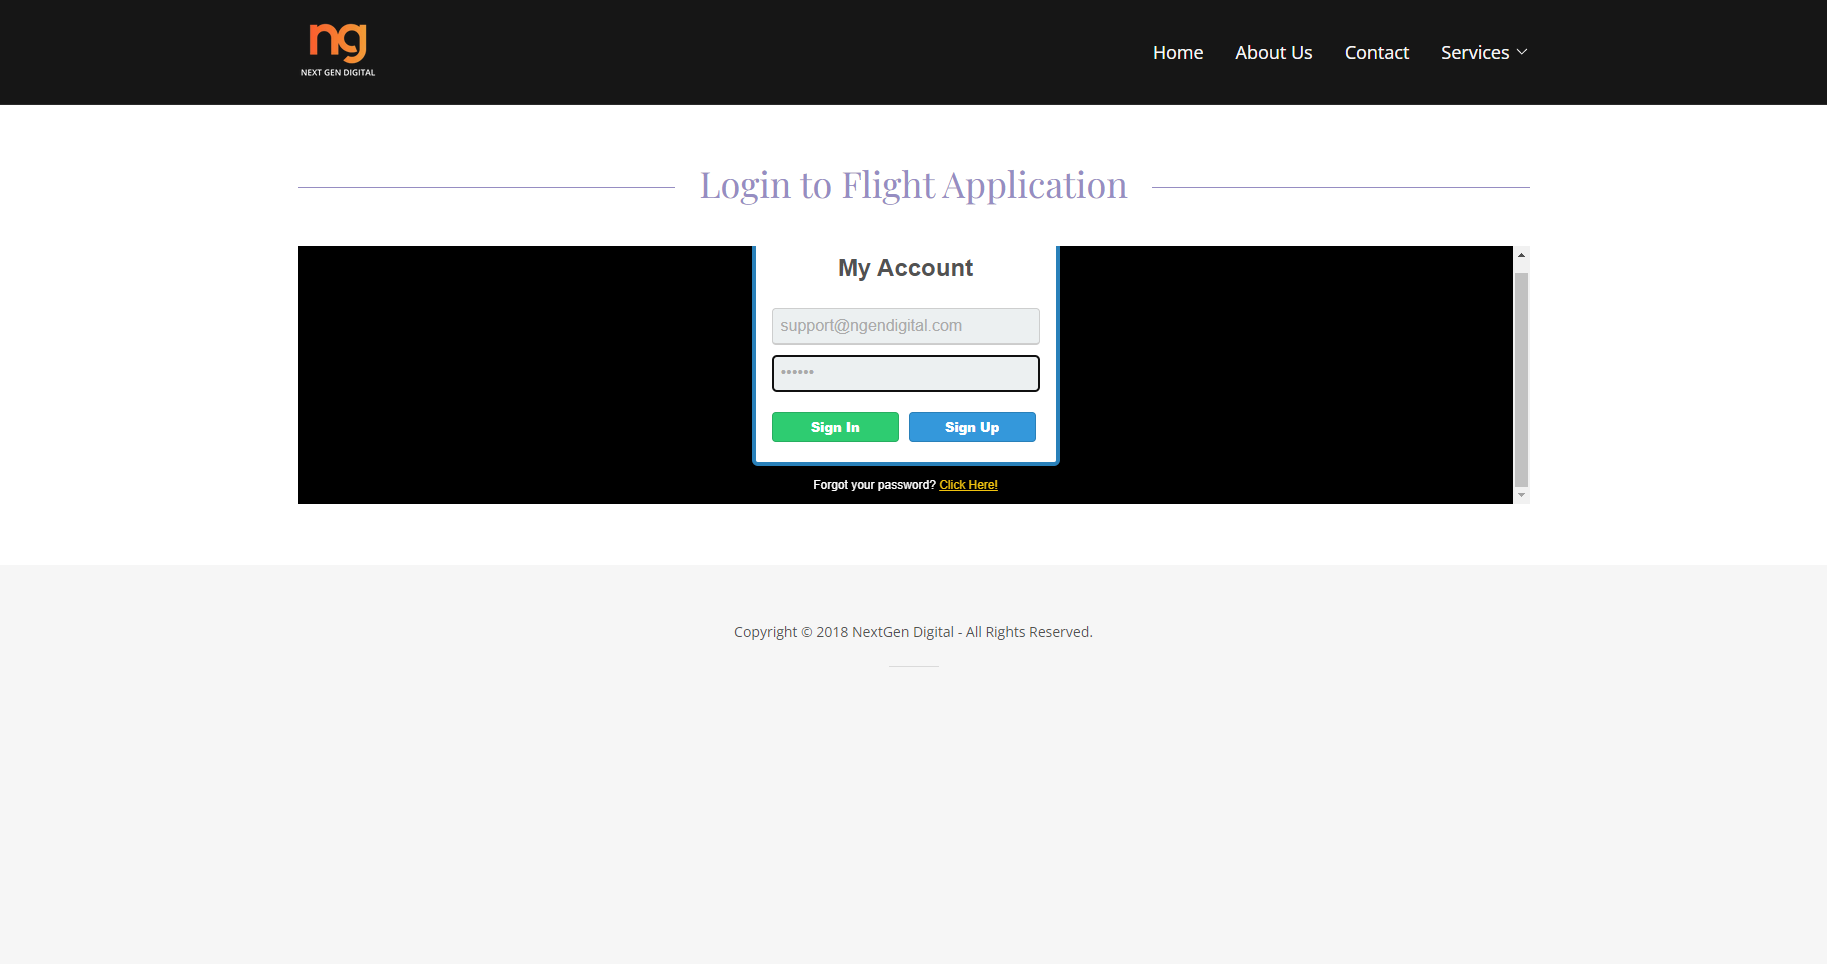 ng
NEXT GEN DIGITAL
Home
About Us
Contact
Services
Login to Flight Application
My Account
support@ngendigital.com
••••••
Sign In
Sign Up
Forgot your password? Click Here!
Copyright © 2018 NextGen Digital - All Rights Reserved.